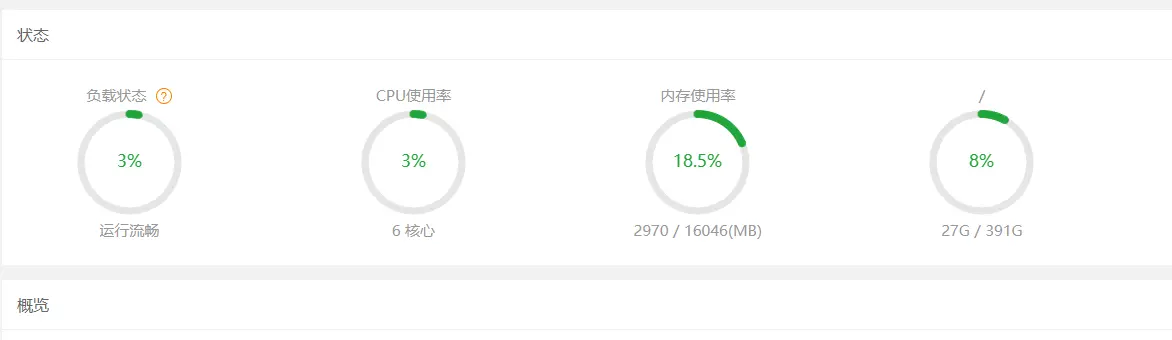 状态
负载状态 ? CPU使用率 内存使用率 /
3% 3% 18.5% 8%
运行流畅 6 核心 2970 / 16046(MB) 27G / 391G
概览